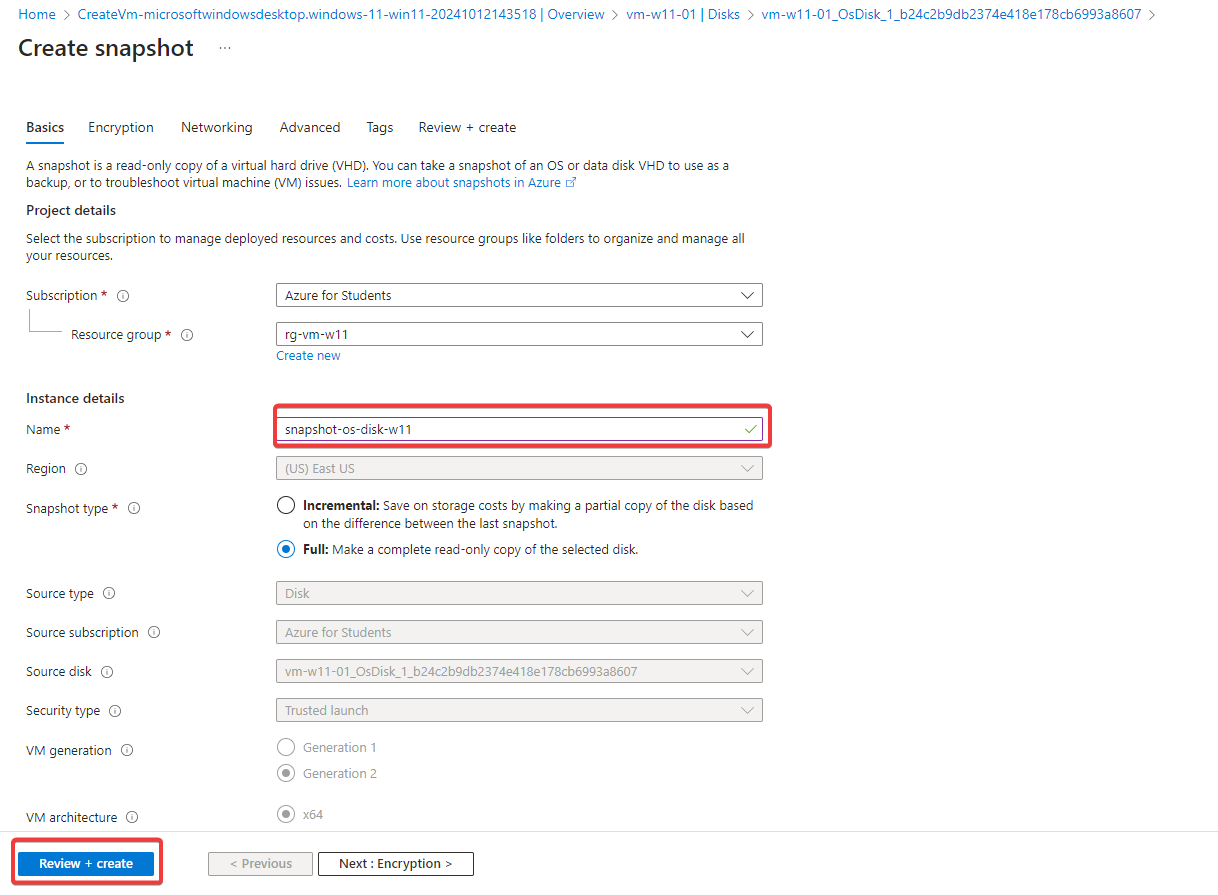 Home > CreateVm-microsoftwindowsdesktop.windows-11-win11-20241012143518 | Overview > vm-w11-01 | Disks > vm-w11-01_OsDisk_1_b24c2b9db2374e418e178cb6993a8607 >
Create snapshot ...
Basics Encryption Networking Advanced Tags Review + create
A snapshot is a read-only copy of a virtual hard drive (VHD). You can take a snapshot of an OS or data disk VHD to use as a
backup, or to troubleshoot virtual machine (VM) issues. Learn more about snapshots in Azure
Project details
Select the subscription to manage deployed resources and costs. Use resource groups like folders to organize and manage all
your resources.
Subscription * Azure for Students
Resource group * rg-vm-w11
Create new
Instance details
Name * snapshot-os-disk-w11
Region (US) East US
Snapshot type * Incremental: Save on storage costs by making a partial copy of the disk based
on the difference between the last snapshot.
Full: Make a complete read-only copy of the selected disk.
Source type Disk
Source subscription Azure for Students
Source disk vm-w11-01_OsDisk_1_b24c2b9db2374e418e178cb6993a8607
Security type Trusted launch
VM generation Generation 1
Generation 2
VM architecture x64
Review + create < Previous Next : Encryption >